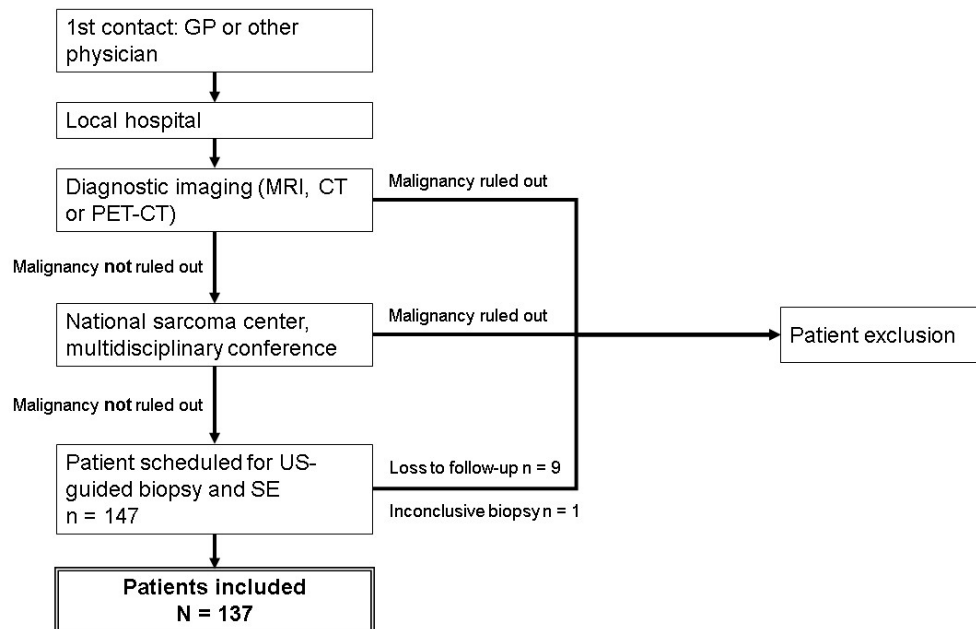 1st contact: GP or other
physician
Local hospital
Diagnostic imaging (MRI, CT
or PET-CT)
Malignancy ruled out
Malignancy not ruled out
National sarcoma center,
multidisciplinary conference
Malignancy ruled out
Patient exclusion
Malignancy not ruled out
Patient scheduled for US-
guided biopsy and SE
n = 147
Loss to follow-up n = 9
Inconclusive biopsy n = 1
Patients included
N = 137